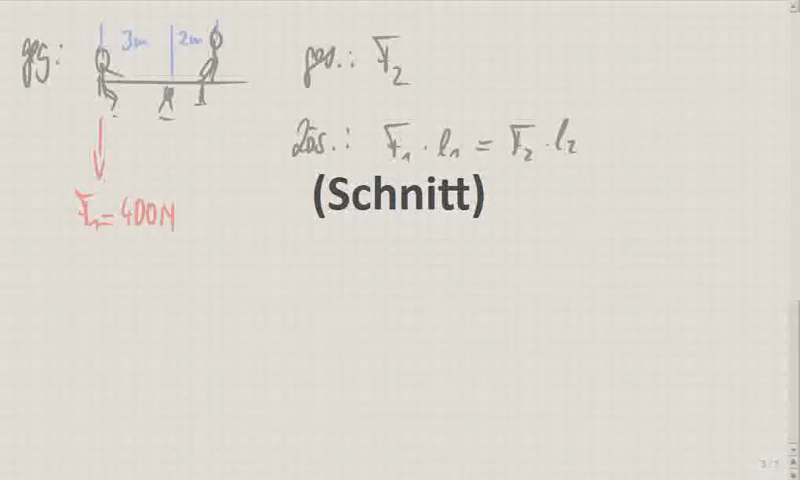 geg: 3m 2m
ges.: F₂
Lös.: F₁ · l₁ = F₂ · l₂
(Schnitt)
F₁ = 400N